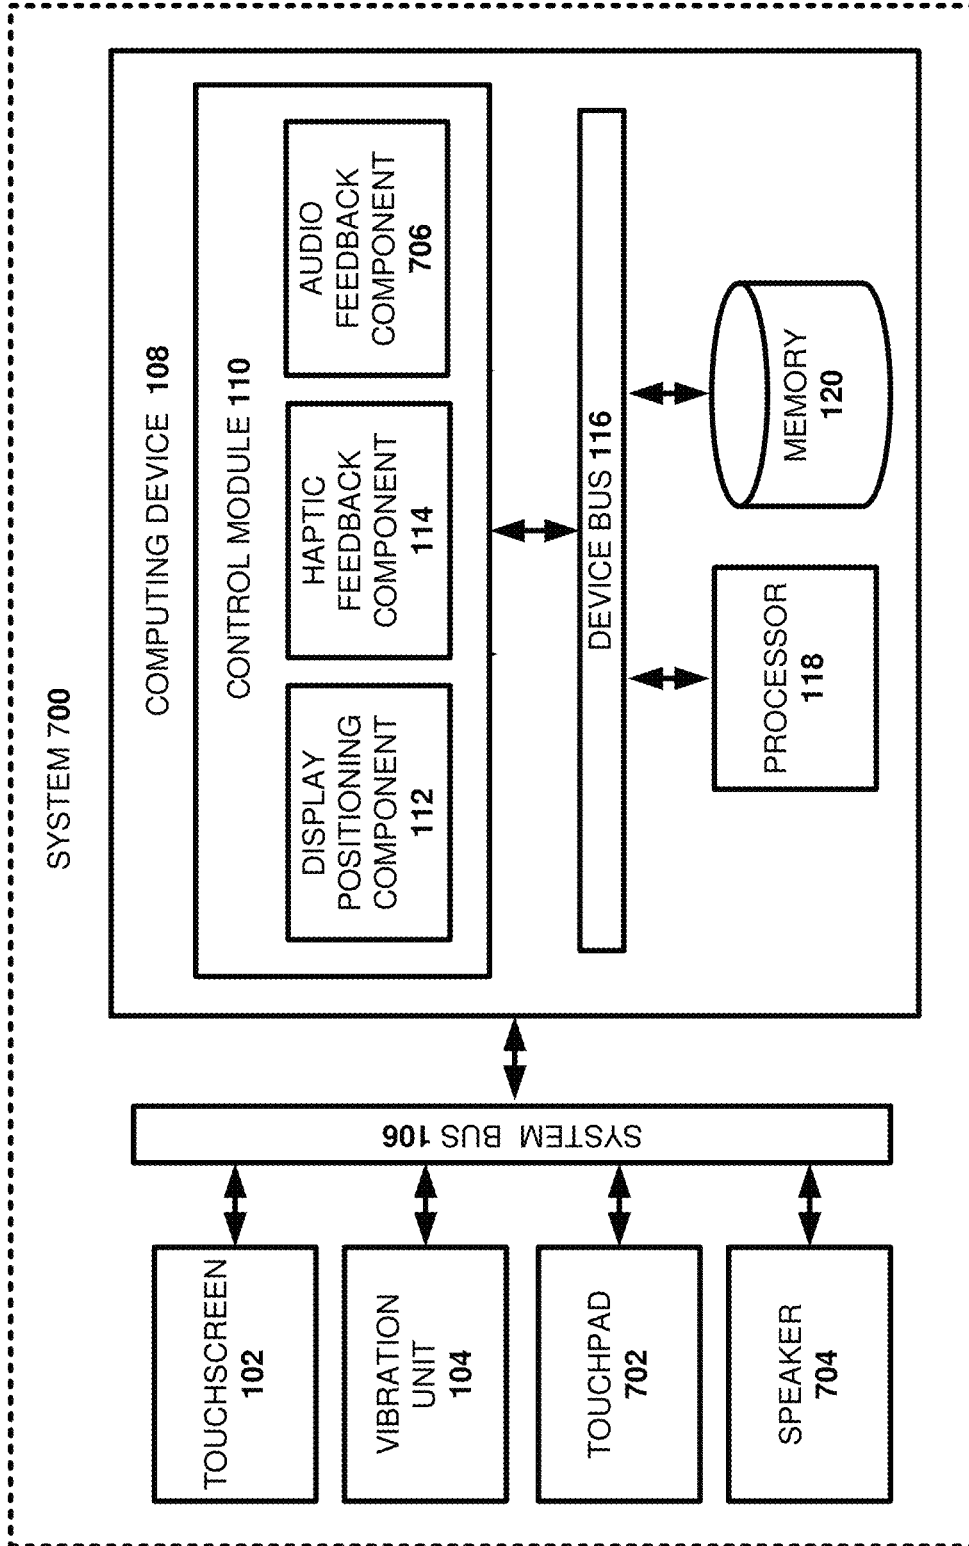 SYSTEM 700
TOUCHSCREEN
102
VIBRATION
UNIT
104
TOUCHPAD
702
SPEAKER
704
SYSTEM BUS 106
COMPUTING DEVICE 108
CONTROL MODULE 110
DISPLAY
POSITIONING
COMPONENT
112
HAPTIC
FEEDBACK
COMPONENT
114
AUDIO
FEEDBACK
COMPONENT
706
DEVICE BUS 116
PROCESSOR
118
MEMORY
120